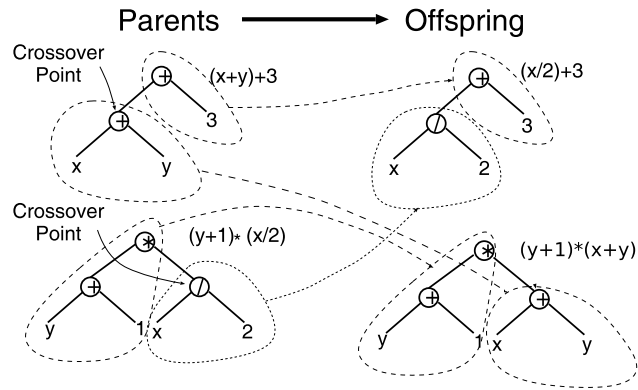 Parents
Offspring
Crossover
Point
+
(x+y)+3
3
+
x
y
+
(x/2)+3
3
/
x
2
Crossover
Point
*
(y+1)* (x/2)
+
/
y
1
x
2
*
(y+1)*(x+y)
+
+
y
1
x
y